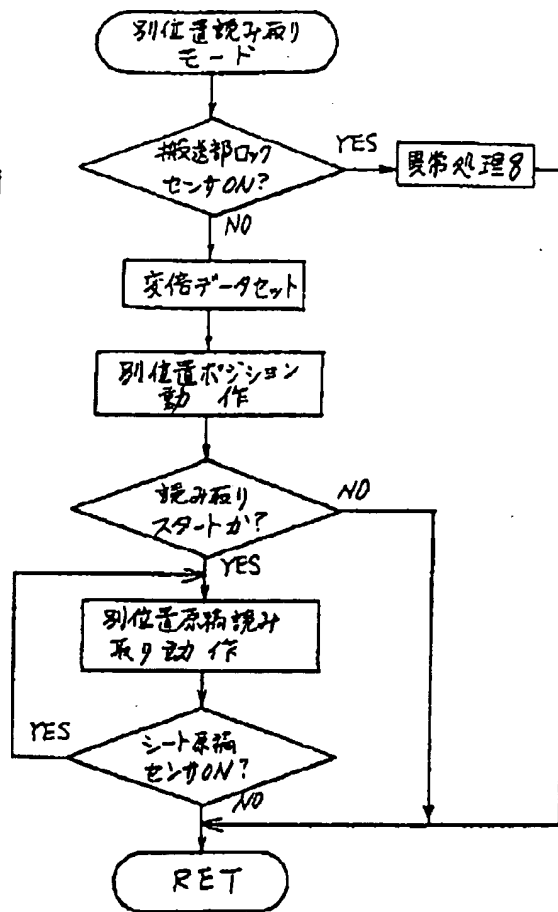 別位置読み取り
モード
搬送部ロック
センサON?
YES
異常処理8
NO
変倍データセット
別位置ポジション
動作
読み取り
スタートか?
NO
YES
別位置原稿読み
取り動作
YES
シート原稿
センサON?
NO
RET